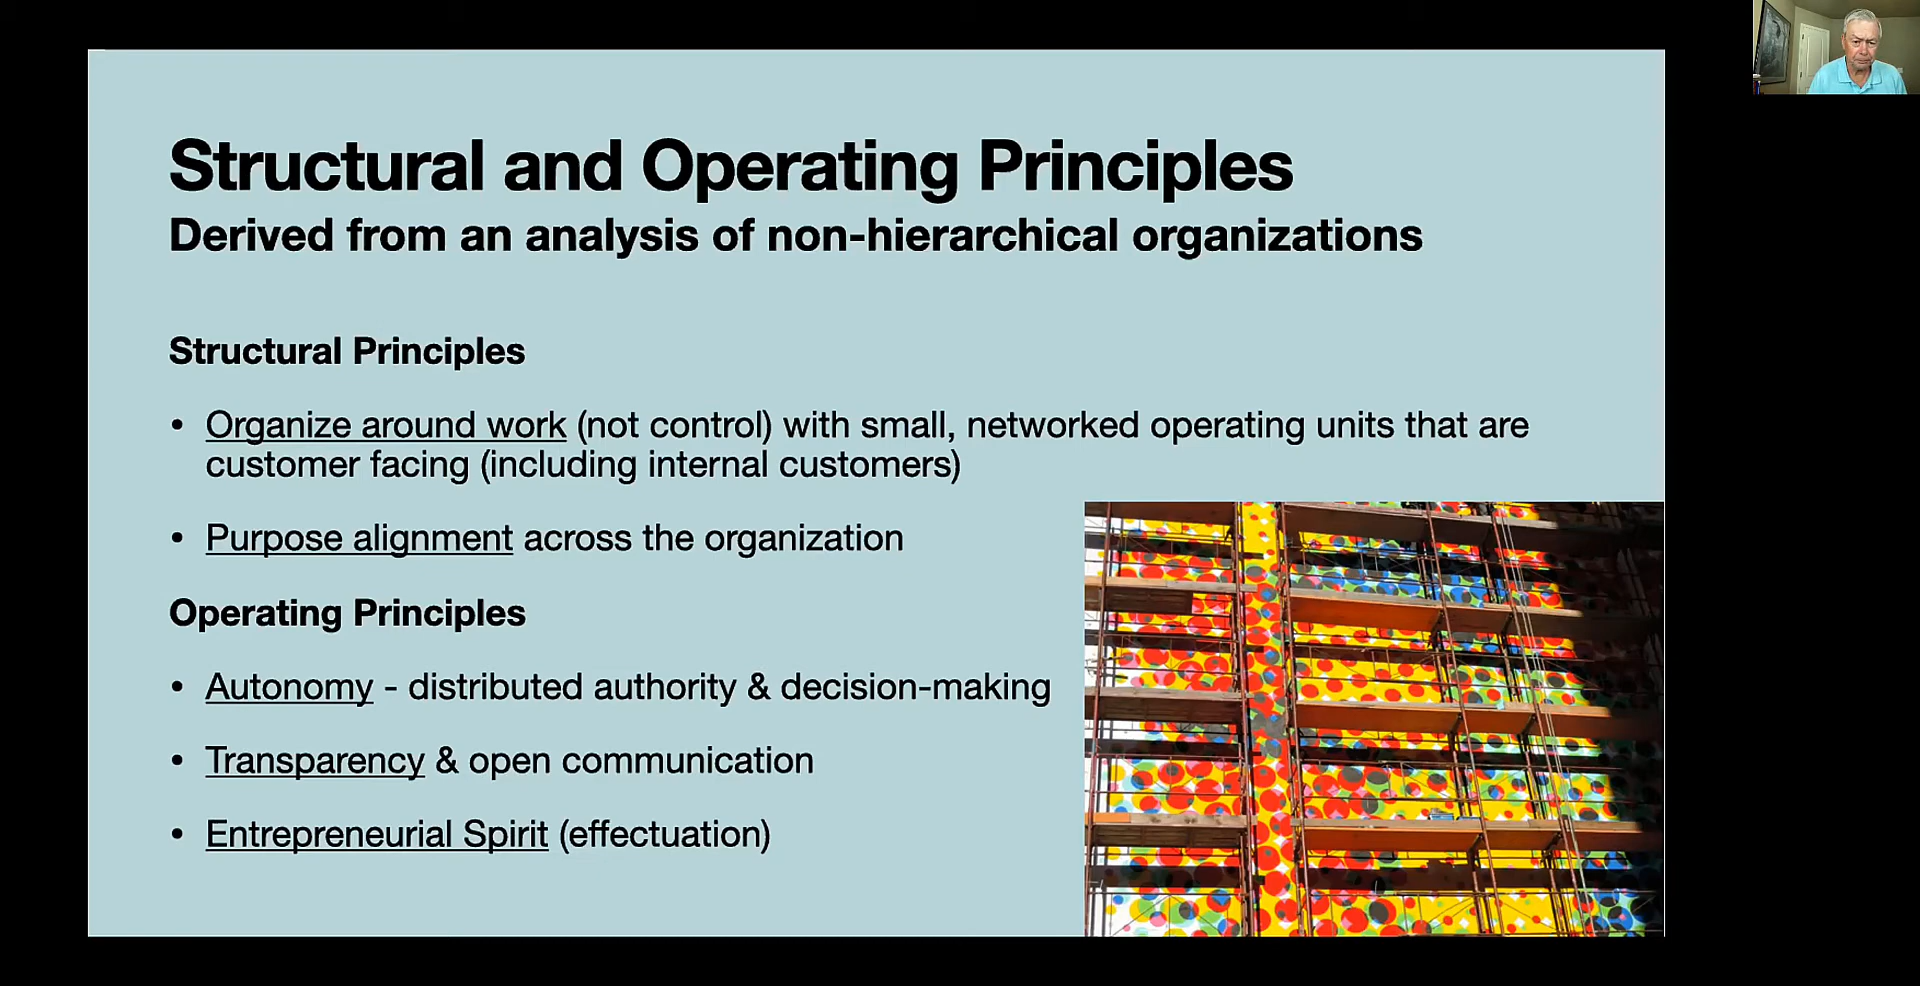 Structural and Operating Principles
Derived from an analysis of non-hierarchical organizations
Structural Principles
• Organize around work (not control) with small, networked operating units that are
customer facing (including internal customers)
• Purpose alignment across the organization
Operating Principles
• Autonomy - distributed authority & decision-making
• Transparency & open communication
• Entrepreneurial Spirit (effectuation)